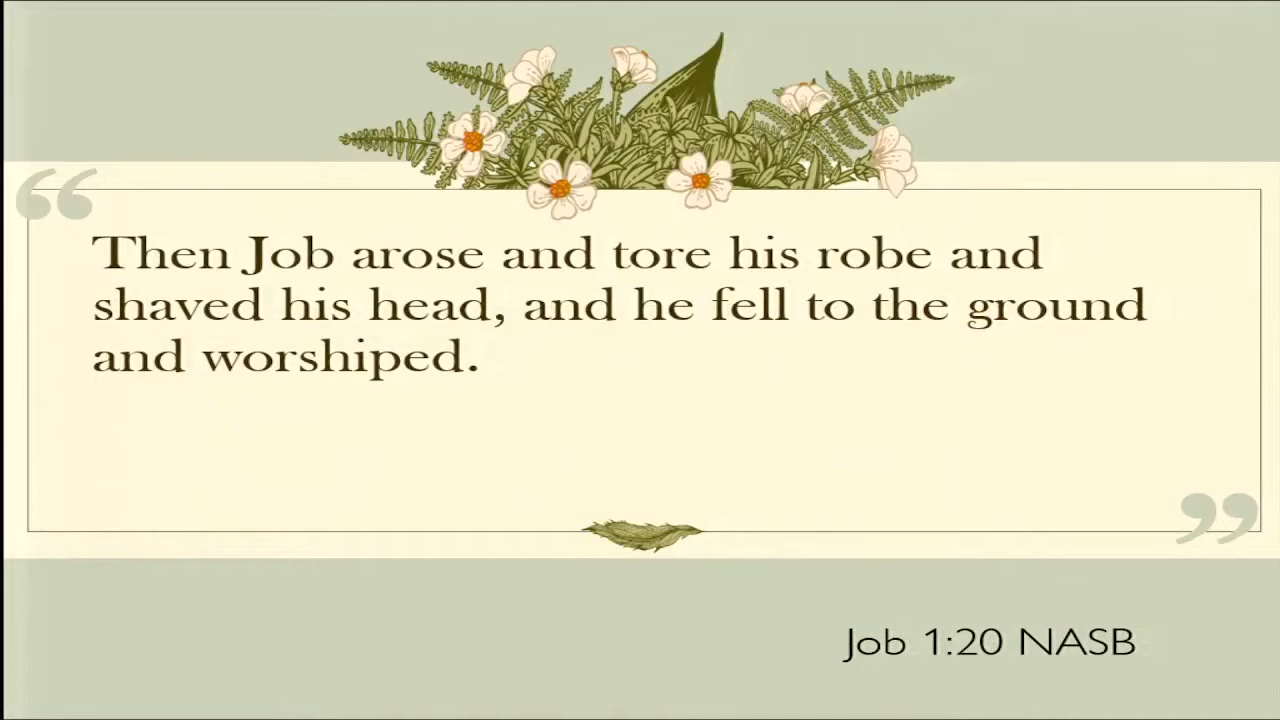 Then Job arose and tore his robe and
shaved his head, and he fell to the ground
and worshiped.
Job 1:20 NASB